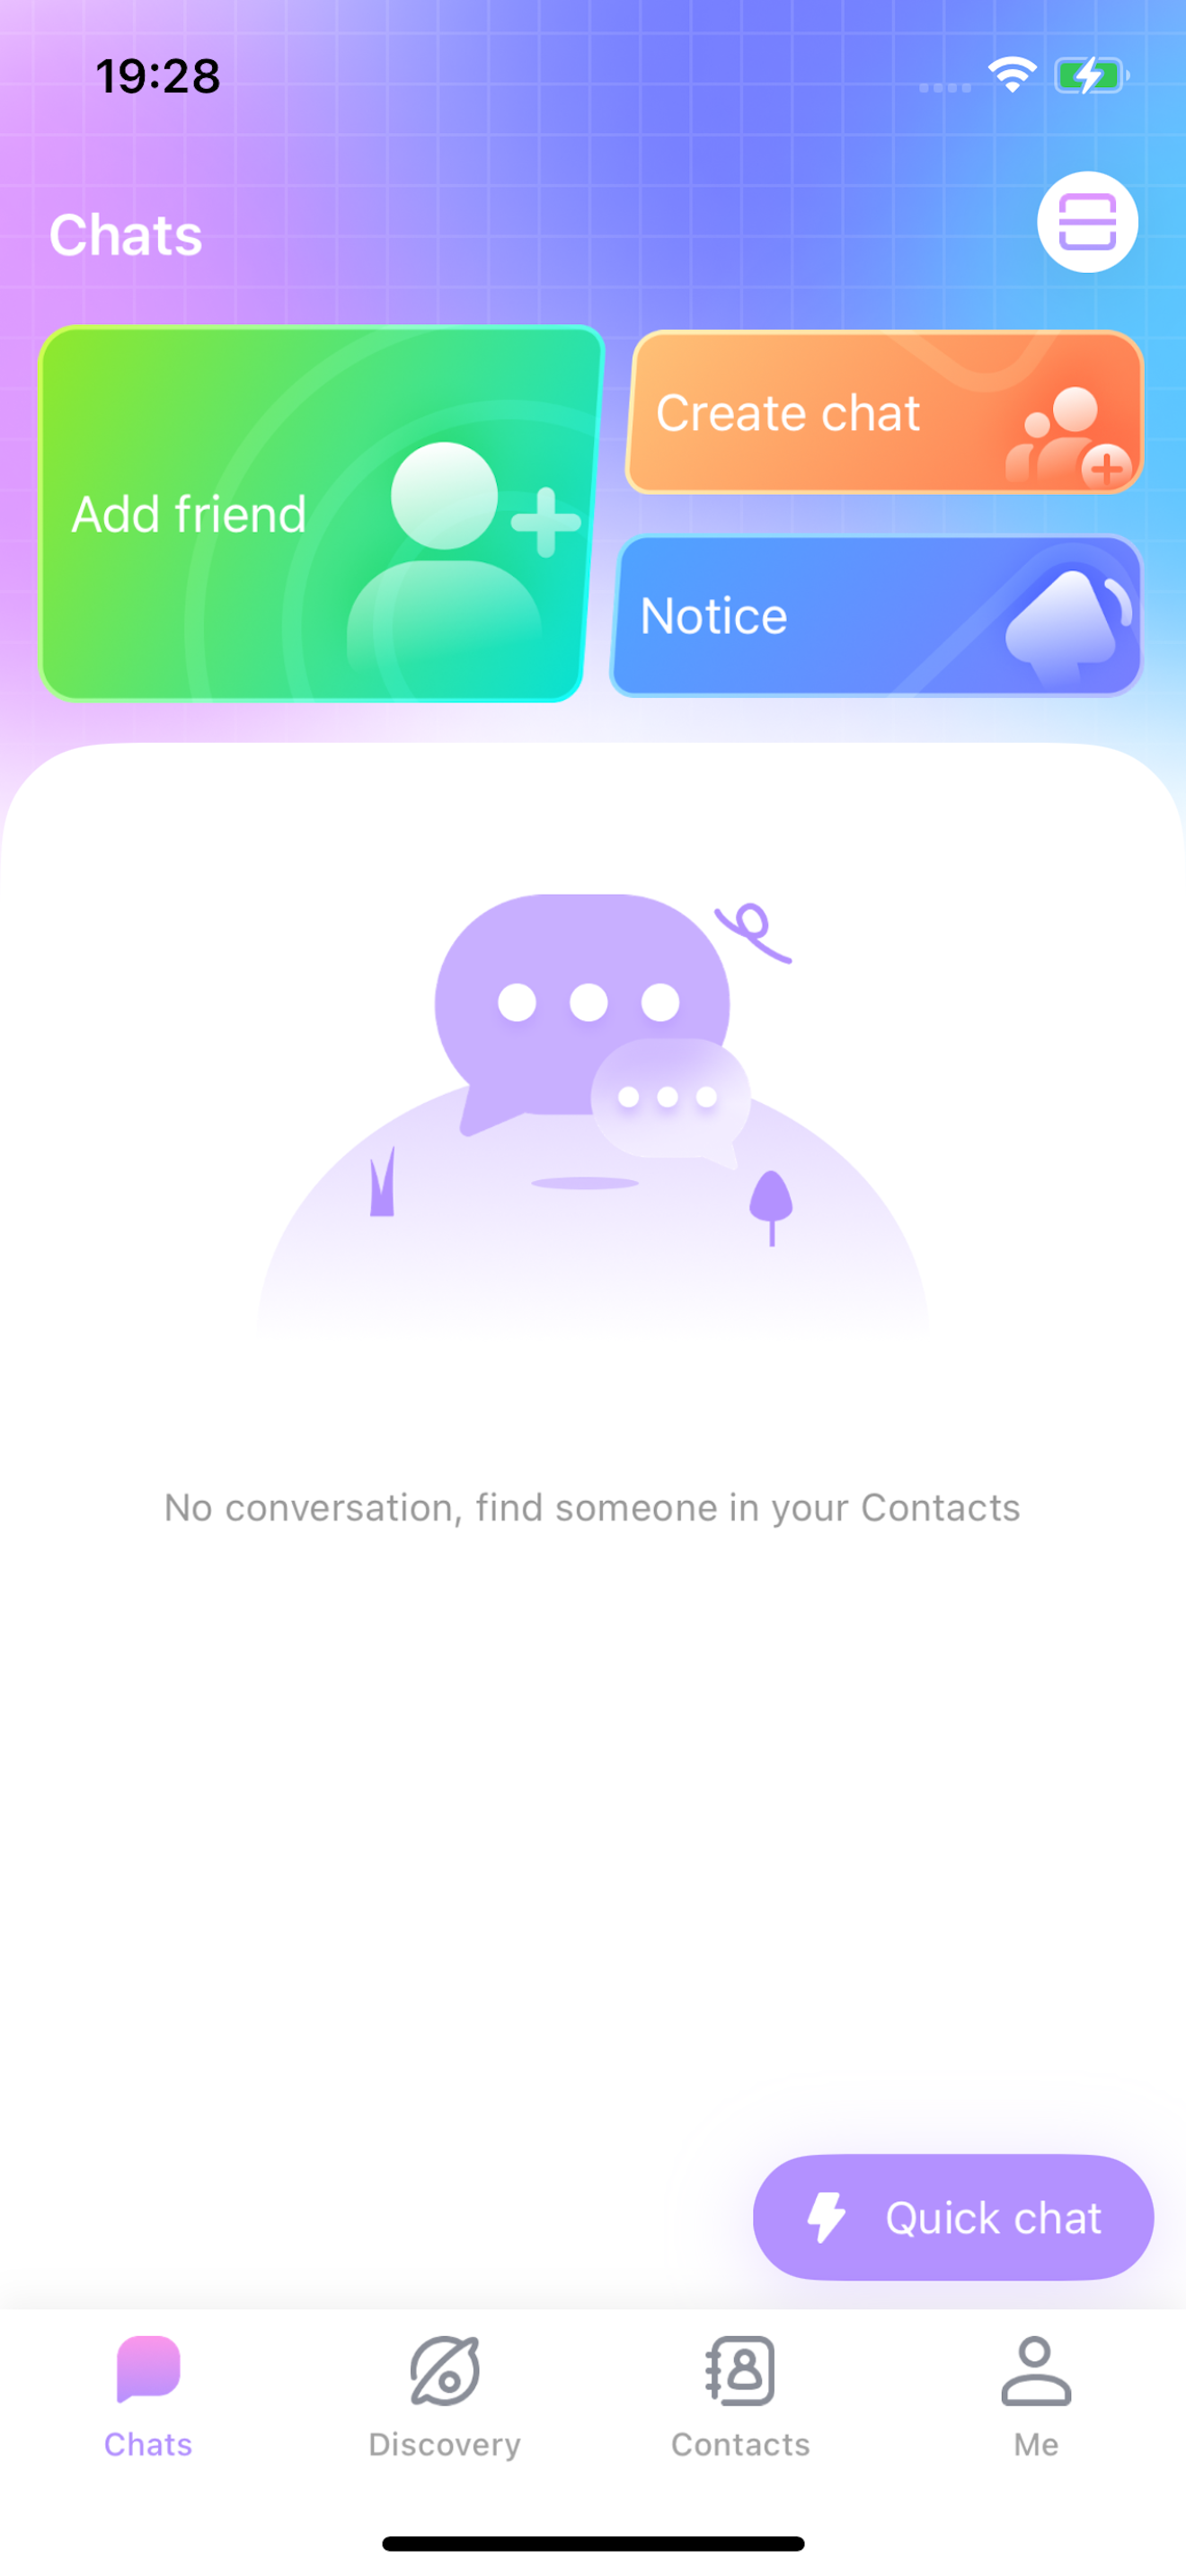 19:28
Chats
Add friend
Create chat
Notice
No conversation, find someone in your Contacts
Quick chat
Chats
Discovery
Contacts
Me